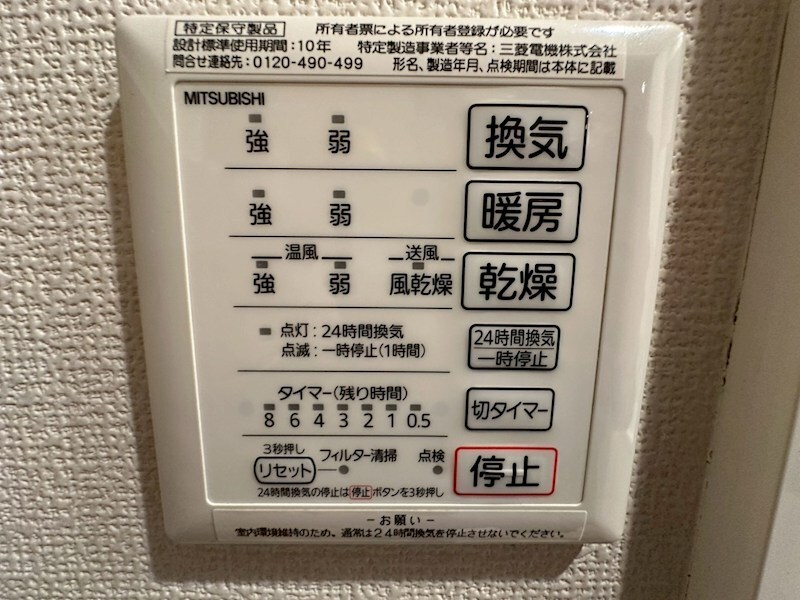 特定保守製品 所有者票による所有者登録が必要です
設計標準使用期間:10年 特定製造事業者等名:三菱電機株式会社
問合せ連絡先:0120-490-499 形名、製造年月、点検期間は本体に記載
MITSUBISHI
強 弱 換気
強 弱 暖房
温風 送風
強 弱 風乾燥 乾燥
点灯:24時間換気
点滅:一時停止(1時間)
24時間換気
一時停止
タイマー(残り時間)
8 6 4 3 2 1 0.5
切タイマー
3秒押し
リセット フィルター清掃 点検
停止
24時間換気の停止は停止ボタンを3秒押し
-お願い-
室内環境維持のため。通常は24時間換気を停止させないでください。